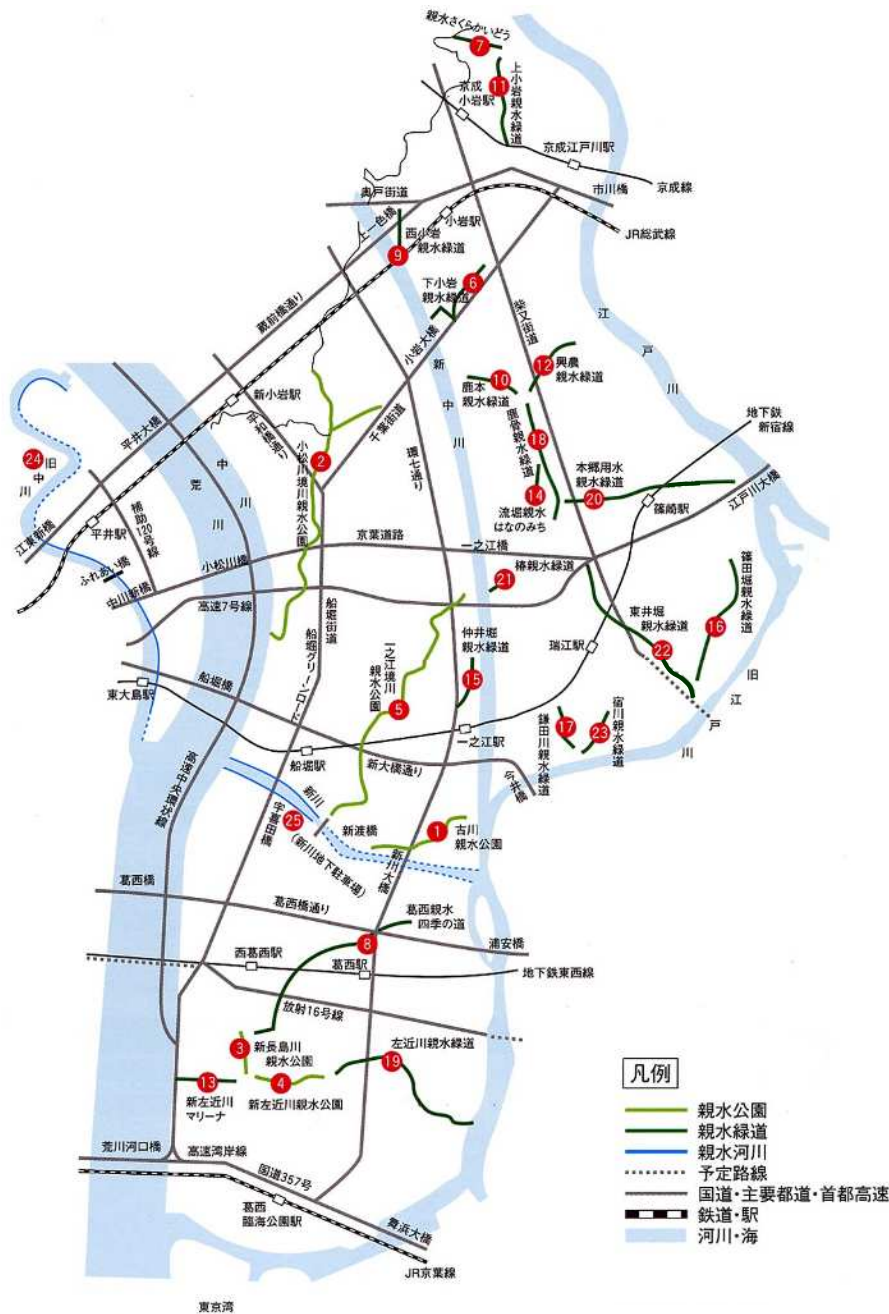 親水さくらかいどう
7
11
上小岩親水緑道
京成
小岩駅
京成江戸川駅
京成線
市川橋
奥戸街道
上一色橋
小岩駅
JR総武線
西小岩
親水緑道
9
蔵前橋通り
下小岩
親水緑道
6
小岩大橋
柴又街道
江戸川
新中川
12
興農
親水緑道
10
鹿本
親水緑道
新小岩駅
平和橋通り
千葉街道
環七通り
平井大橋
中川
荒川
24
旧中川
2
小松川境川親水公園
18
鹿骨親水緑道
14
流堀親水
はなのみち
本郷用水
親水緑道
20
地下鉄
新宿線
篠崎駅
江戸川大橋
江東新橋
平井駅
補助120号線
ふれあい橋
中川新橋
小松川橋
京葉道路
一之江橋
高速7号線
21
椿親水緑道
篠田堀親水緑道
16
東井堀
親水緑道
22
船堀街道
船堀グリーンロード
一之江境川
親水公園
5
仲井堀
親水緑道
15
瑞江駅
旧江戸川
船堀橋
東大島駅
一之江駅
17
鎌田川親水緑道
23
宿川親水緑道
船堀駅
新大橋通り
今井橋
高速中央環状線
新川
宇喜田橋
25
(新川地下駐車場)
新渡橋
1
古川
親水公園
新川大橋
葛西橋
葛西橋通り
葛西親水
四季の道
8
浦安橋
西葛西駅
葛西駅
地下鉄東西線
放射16号線
3
新長島川
親水公園
左近川親水緑道
19
13
新左近川
マリーナ
4
新左近川親水公園
荒川河口橋
高速湾岸線
国道357号
葛西
臨海公園駅
舞浜大橋
JR京葉線
東京湾
凡例
親水公園
親水緑道
親水河川
予定路線
国道・主要都道・首都高速
鉄道・駅
河川・海